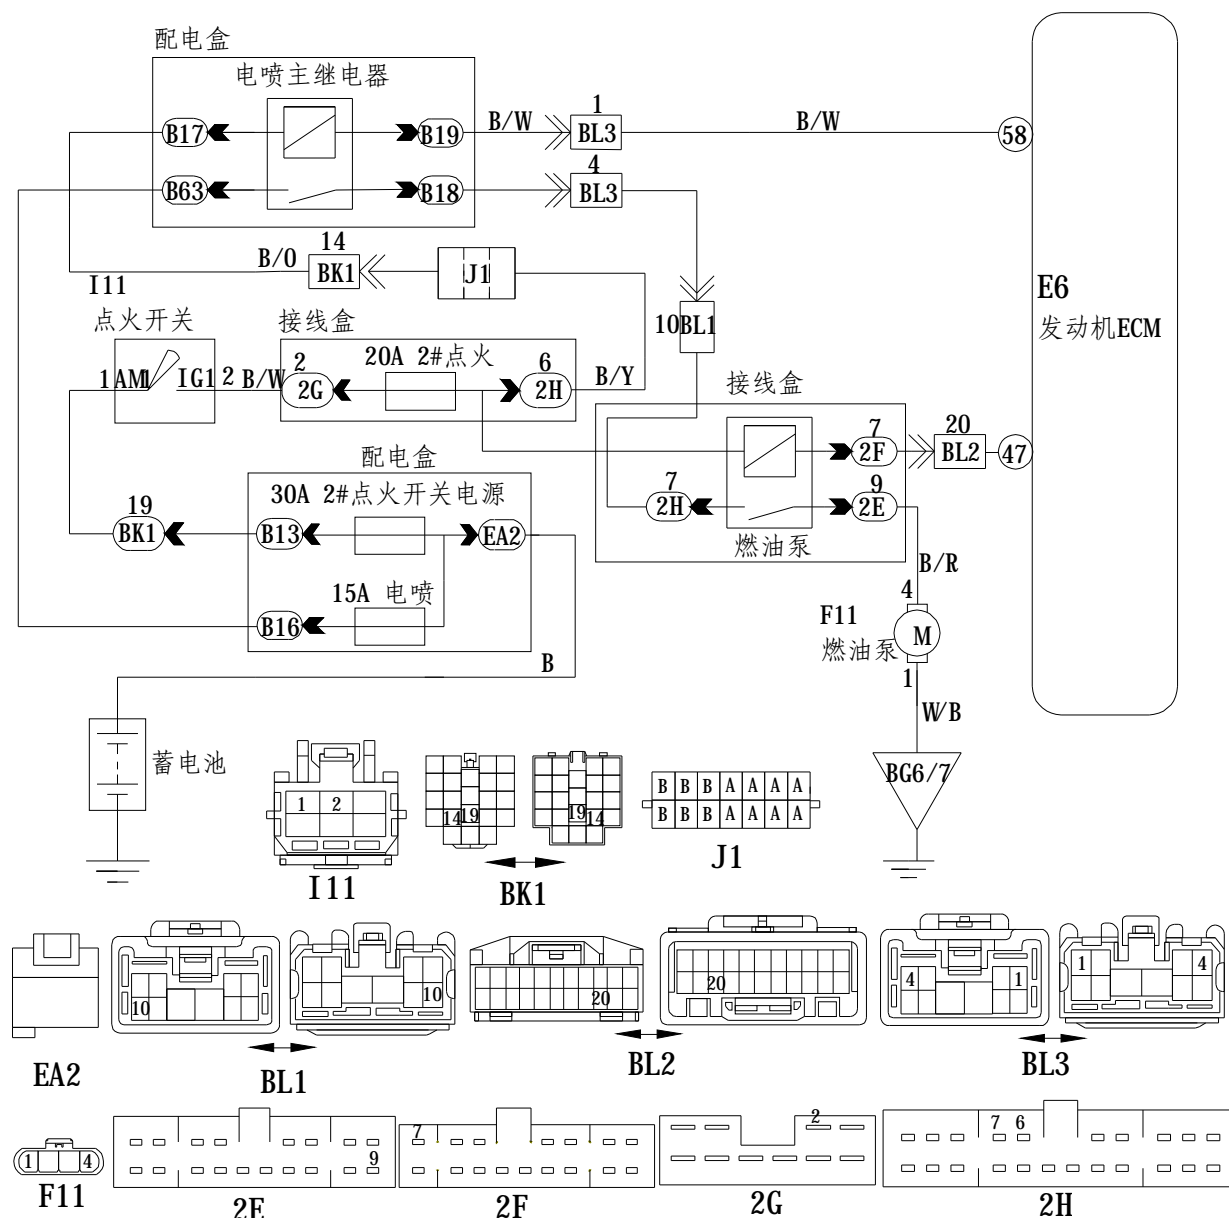 配电盒
电喷主继电器
B17
B19
B/W
1
BL3
B/W
58
B63
B18
4
BL3
B/O
14
BK1
J1
10
BL1
E6
发动机ECM
I11
点火开关
1
AM1
IG1
2
B/W
接线盒
2
2G
20A 2#点火
6
2H
B/Y
接线盒
7
2F
20
BL2
47
7
2H
9
2E
燃油泵
配电盒
30A 2#点火开关电源
19
BK1
B13
EA2
15A 电喷
B16
B
B/R
4
F11
燃油泵
M
1
W/B
BG6/7
蓄电池
1 2
I11
14 19
19 14
BK1
B B B A A A A
B B B A A A A
J1
EA2
10
10
BL1
20
20
BL2
4 1
1 4
BL3
1 4
F11
9
2E
7
2F
2
2G
7 6
2H